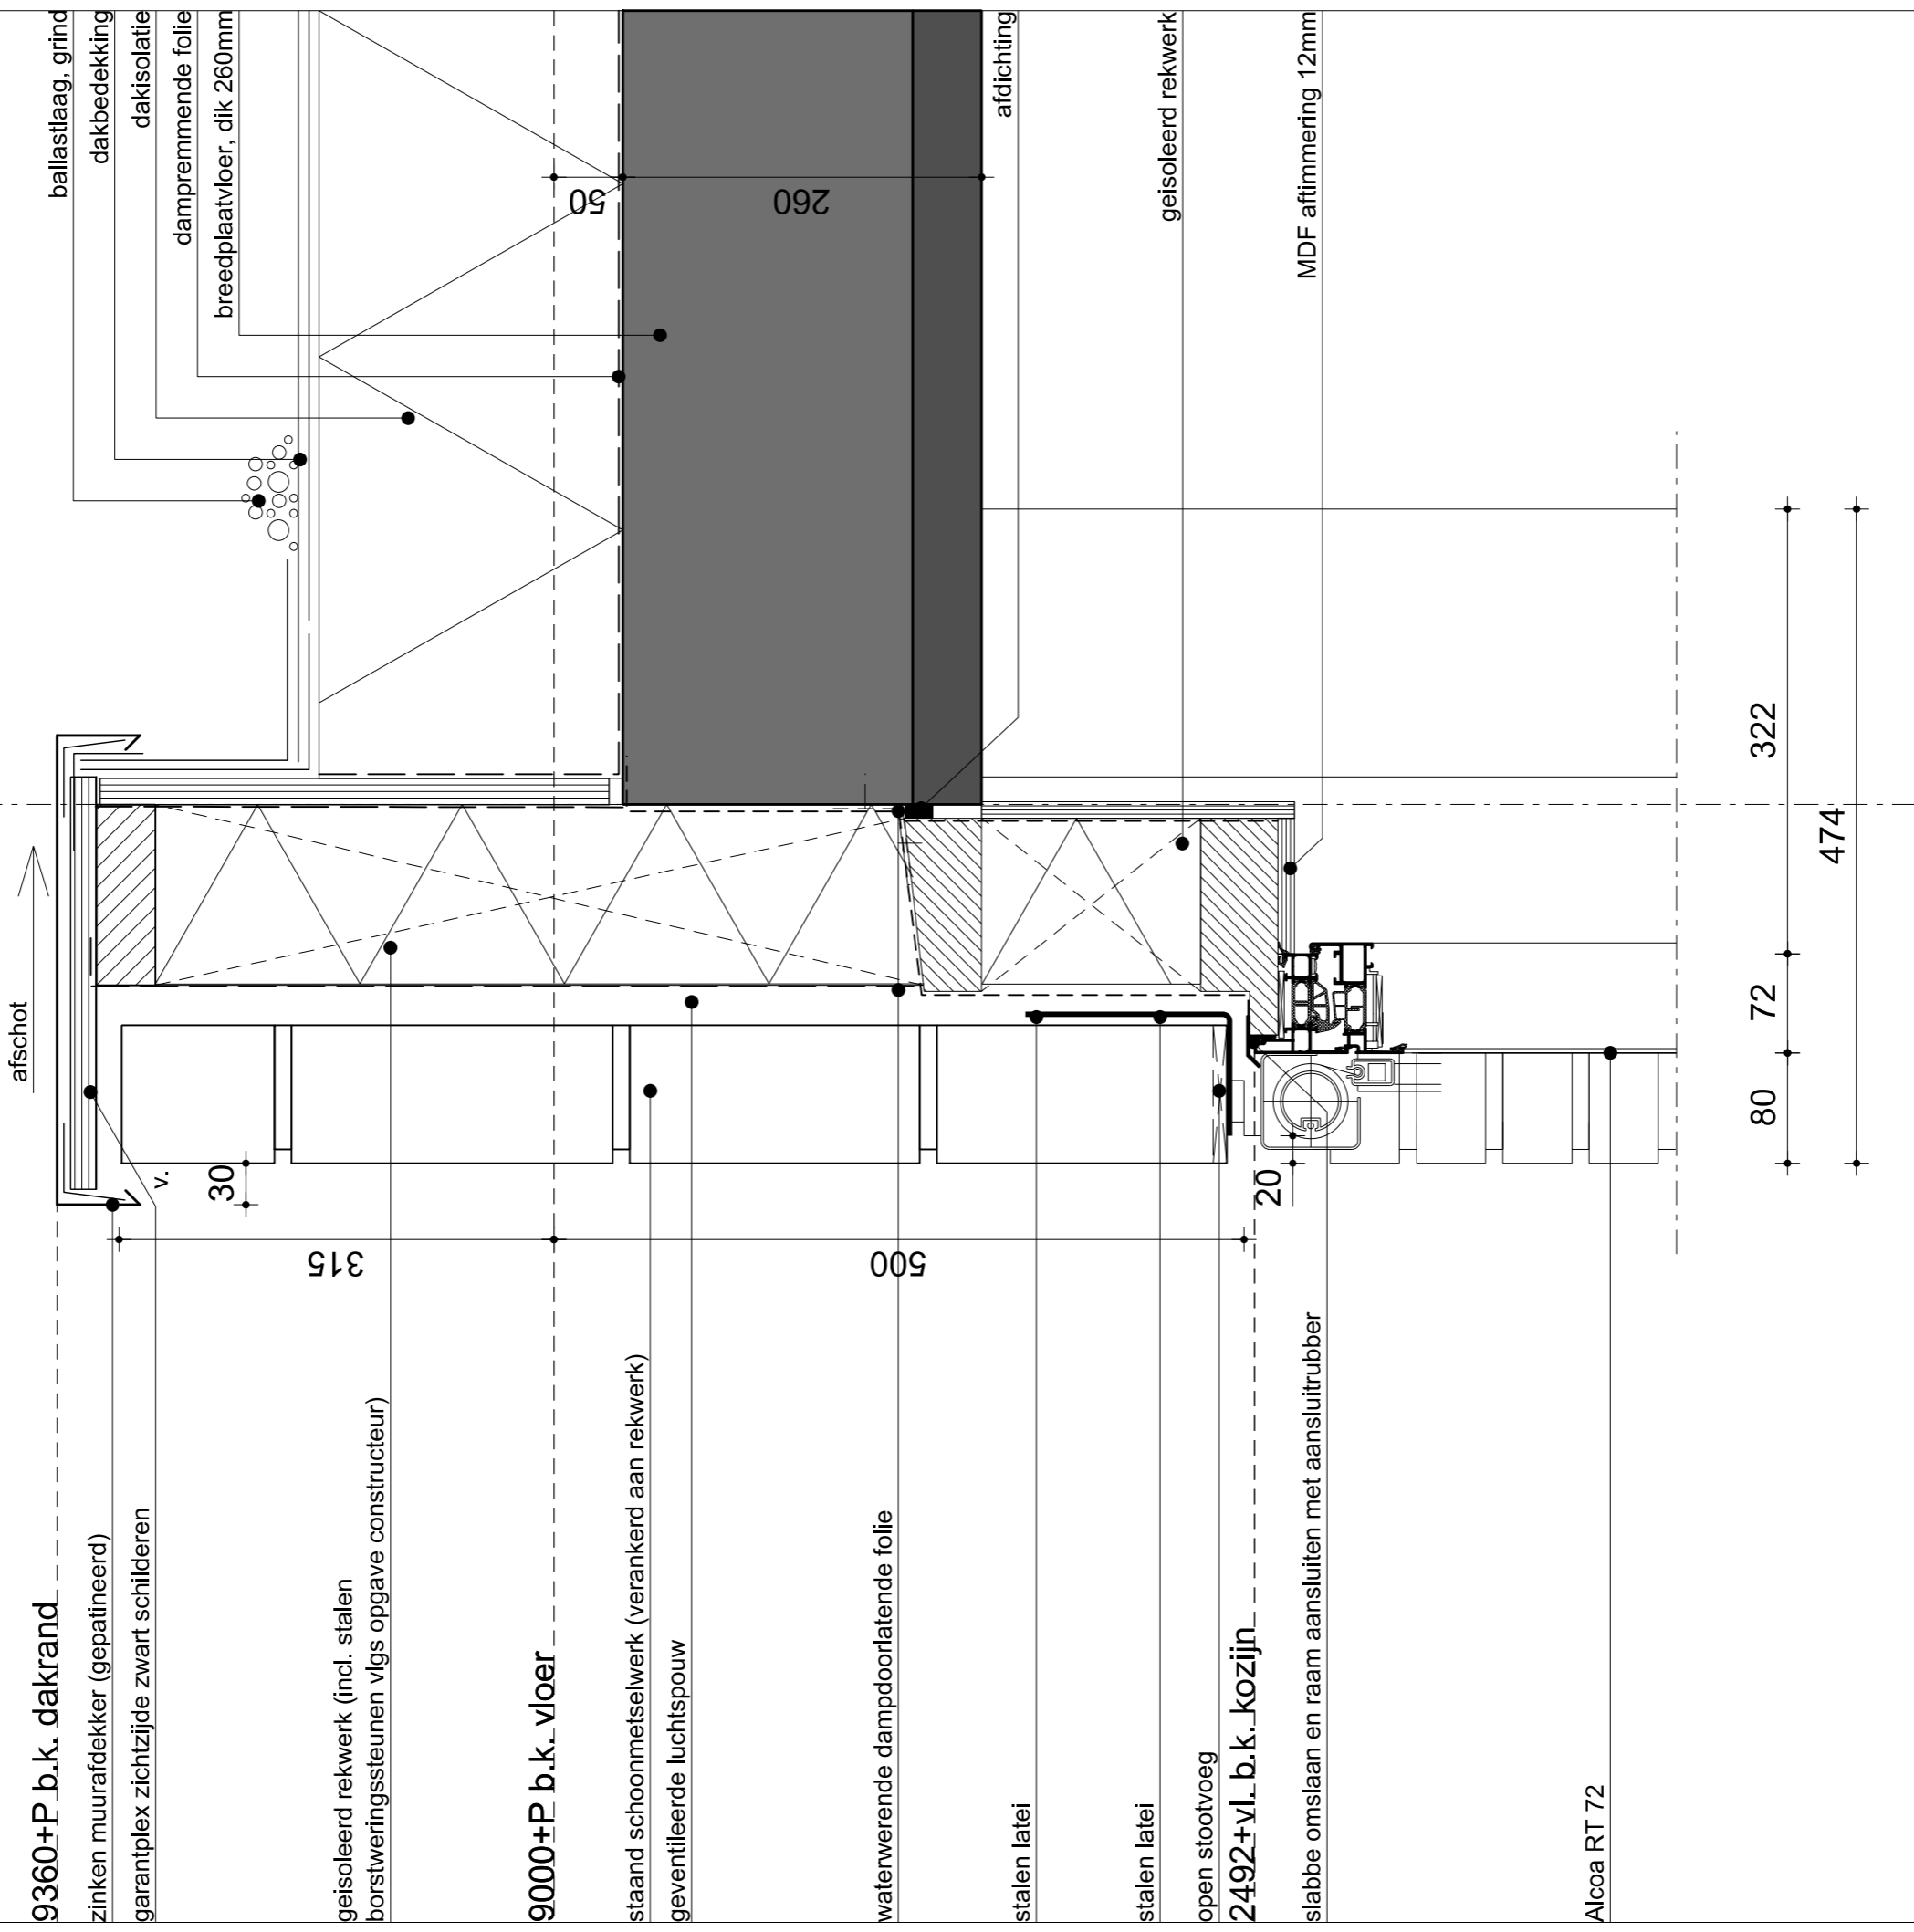 ballastlaag, grind
dakbedekking
dakisolatie
dampremmende folie
breedplaatvloer, dik 260mm
afdichting
geisoleerd rekwerk
MDF aftimmering 12mm
50
260
322
72
80
474
afschot
v.
30
20
315
500
9360+P b.k. dakrand
zinken muurafdekker (gepatineerd)
garantplex zichtzijde zwart schilderen
geisoleerd rekwerk (incl. stalen
borstweringssteunen vlgs opgave constructeur)
9000+P b.k. vloer
staand schoonmetselwerk (verankerd aan rekwerk)
geventileerde luchtspouw
waterwerende dampdoorlatende folie
stalen latei
stalen latei
open stootvoeg
2492+vl. b.k. kozijn
slabbe omslaan en raam aansluiten met aansluitrubber
Alcoa RT 72